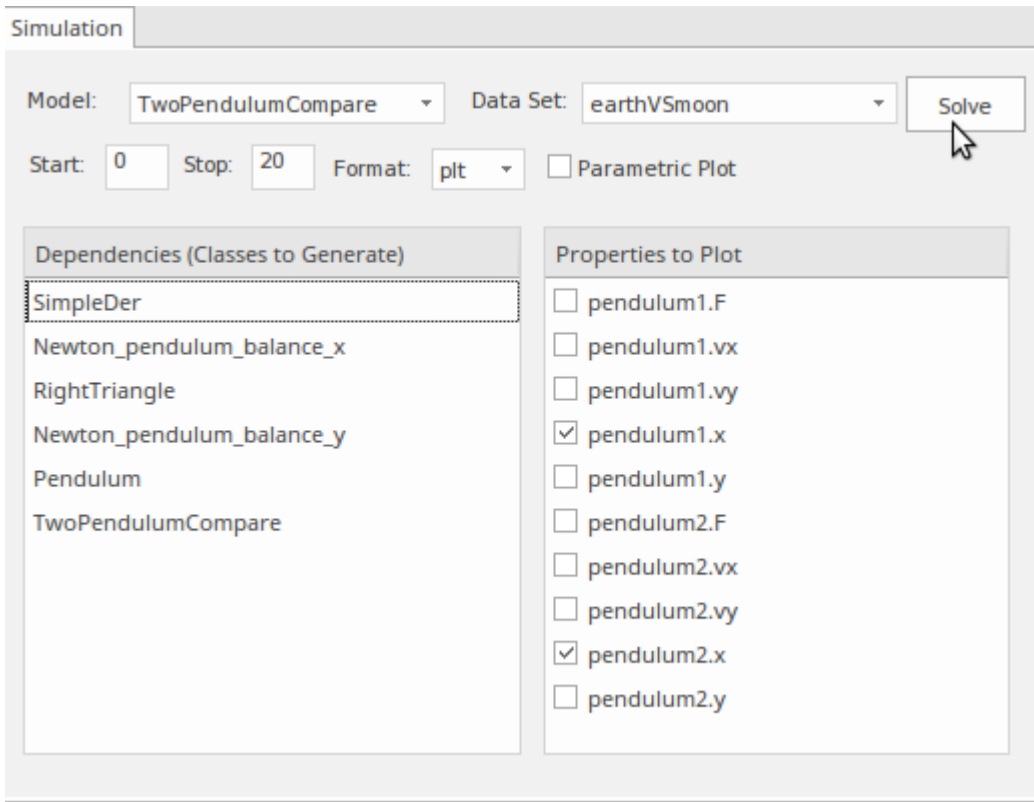 Simulation
Model: TwoPendulumCompare Data Set: earthVSmoon Solve
Start: 0 Stop: 20 Format: plt Parametric Plot
Dependencies (Classes to Generate)
SimpleDer
Newton_pendulum_balance_x
RightTriangle
Newton_pendulum_balance_y
Pendulum
TwoPendulumCompare
Properties to Plot
pendulum1.F
pendulum1.vx
pendulum1.vy
pendulum1.x
pendulum1.y
pendulum2.F
pendulum2.vx
pendulum2.vy
pendulum2.x
pendulum2.y